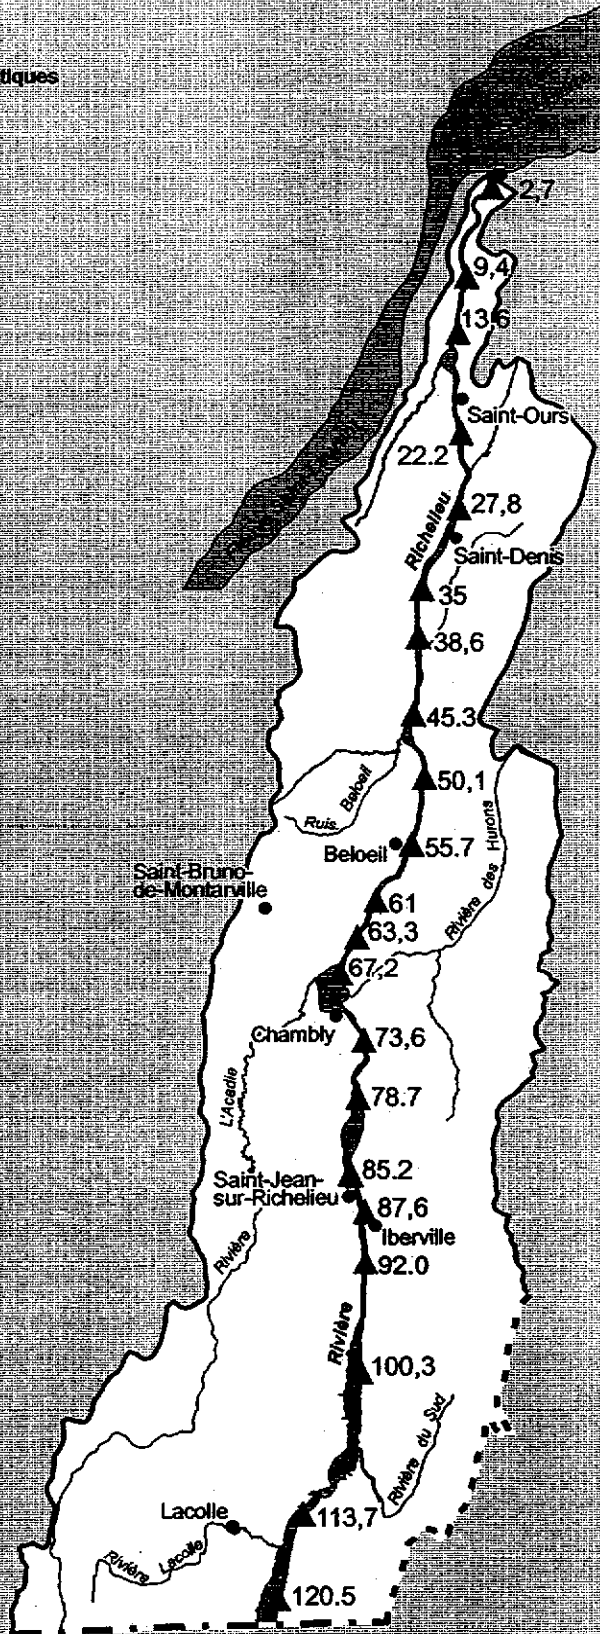 tiques
2,7
9,4
13,6
Saint-Ours
22.2
27,8
Richelieu
Saint-Denis
35
38,6
45.3
50,1
Ruis. Beloeil
Rivière des Hurons
Beloeil
55.7
Saint-Bruno-
de-Montarville
61
63,3
67,2
Chambly
73,6
L'Acadie
78.7
85.2
Saint-Jean-
sur-Richelieu
87,6
Iberville
Rivière
92.0
Rivière
100,3
Rivière du Sud
Lacolle
113,7
Rivière Lacolle
120.5